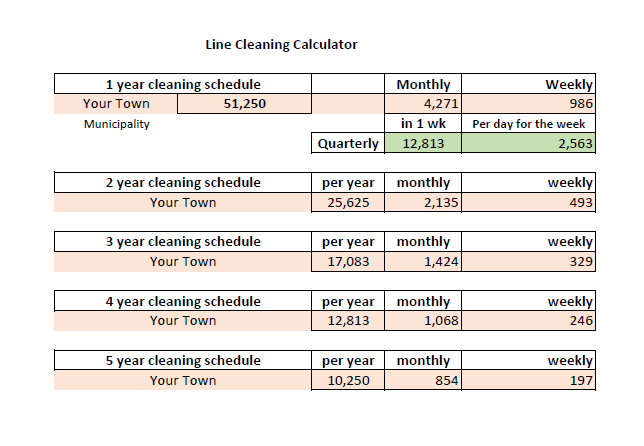 Line Cleaning Calculator
1 year cleaning schedule Monthly Weekly
Your Town 51,250 4,271 986
Municipality in 1 wk Per day for the week
Quarterly 12,813 2,563
2 year cleaning schedule per year monthly weekly
Your Town 25,625 2,135 493
3 year cleaning schedule per year monthly weekly
Your Town 17,083 1,424 329
4 year cleaning schedule per year monthly weekly
Your Town 12,813 1,068 246
5 year cleaning schedule per year monthly weekly
Your Town 10,250 854 197